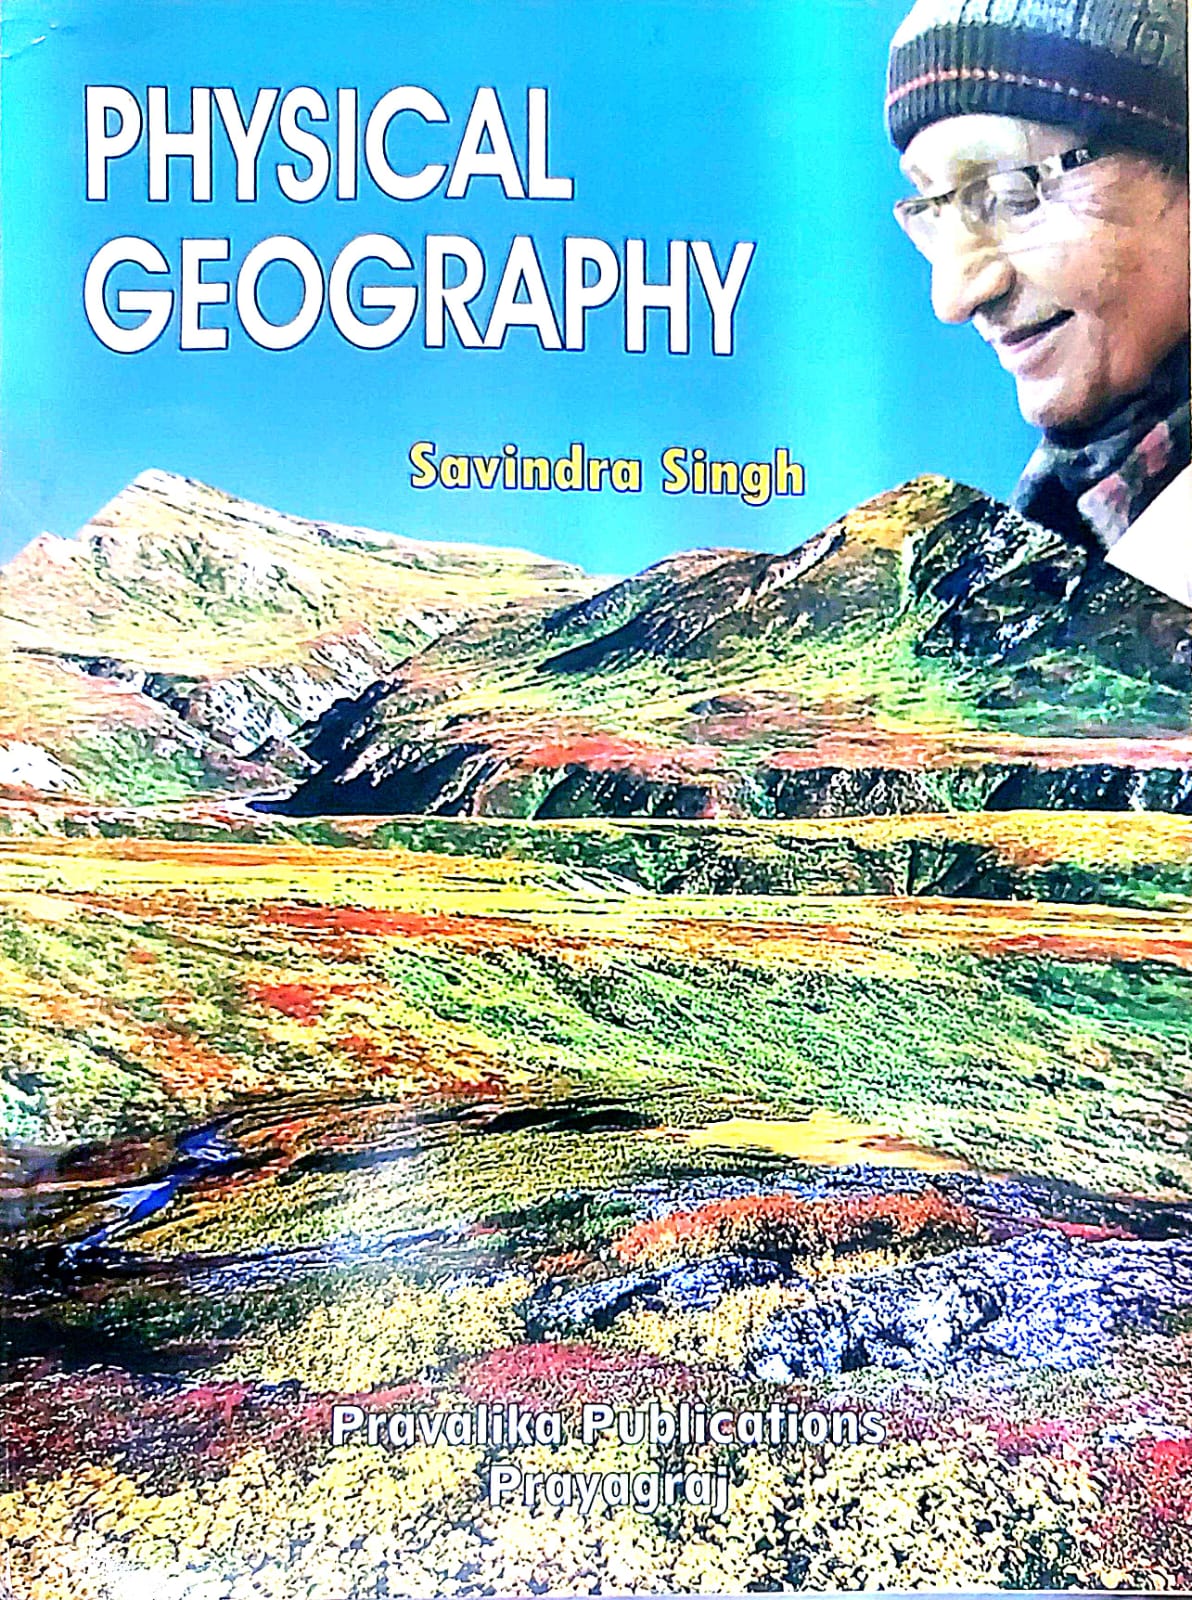 PHYSICAL
GEOGRAPHY
Savindra Singh
Pravalika Publications
Prayagraj